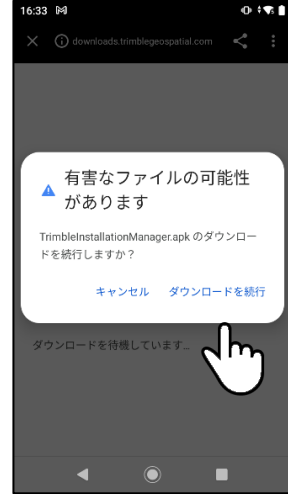 16:33
downloads.trimblegeospatial.com
有害なファイルの可能性
があります
TrimbleInstallationManager.apk のダウンロー
ドを続行しますか？
キャンセル ダウンロードを続行
ダウンロードを待機しています...